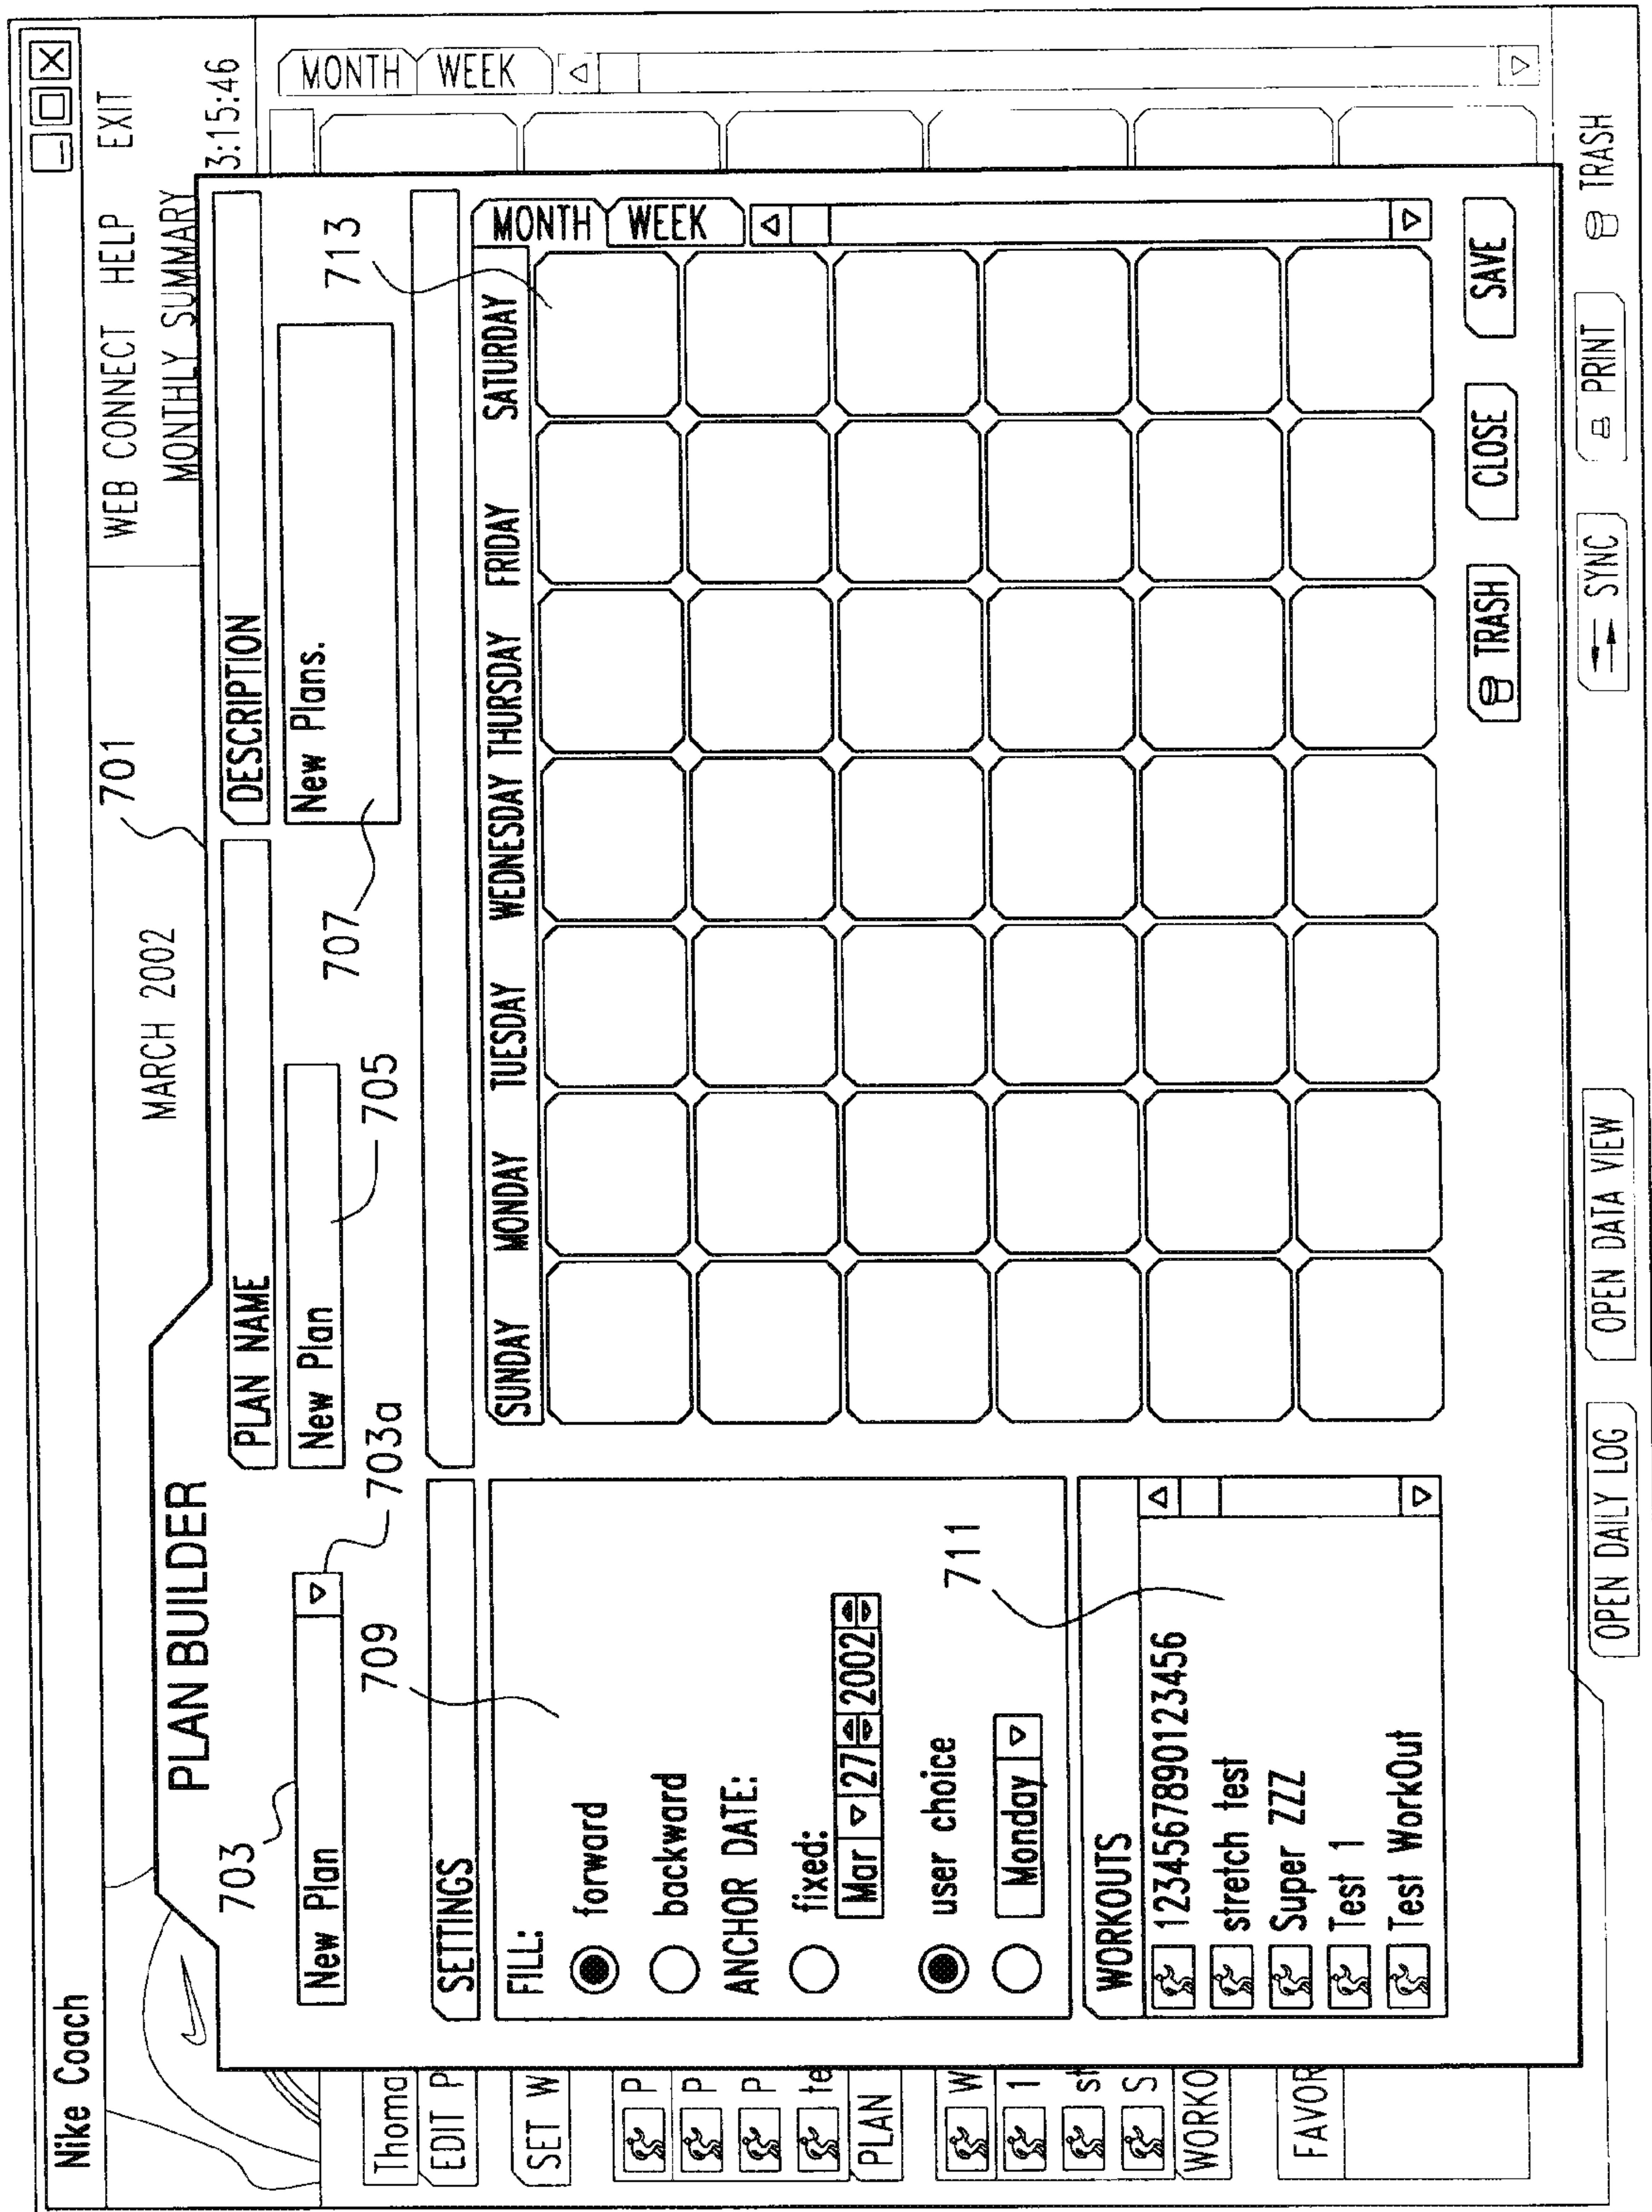 Nike Coach
WEB CONNECT HELP EXIT
MARCH 2002
MONTHLY SUMMARY
3:15:46
701
PLAN BUILDER
703
New Plan
703a
PLAN NAME
New Plan
705
DESCRIPTION
New Plans.
707
713
MONTH
WEEK
Thoma
EDIT P
SET W
P
P
P
te
PLAN
W
1
st
S
WORKO
FAVOR
SETTINGS
709
FILL:
forward
backward
ANCHOR DATE:
fixed:
Mar 27 2002
user choice
Monday
711
WORKOUTS
12345678901234567890123456
stretch test
Super ZZZ
Test 1
Test WorkOut
SUNDAY MONDAY TUESDAY WEDNESDAY THURSDAY FRIDAY SATURDAY
MONTH
WEEK
TRASH CLOSE SAVE
OPEN DAILY LOG OPEN DATA VIEW SYNC PRINT TRASH